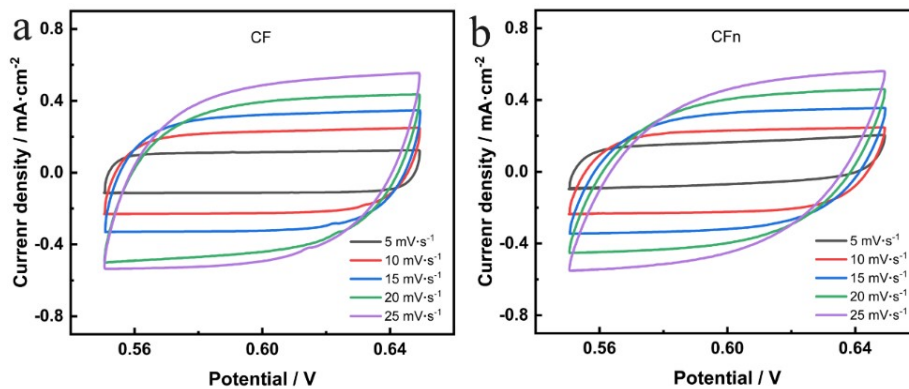 a
CF
Currenr density / mA·cm⁻²
0.8
0.4
0.0
-0.4
-0.8
5 mV·s⁻¹
10 mV·s⁻¹
15 mV·s⁻¹
20 mV·s⁻¹
25 mV·s⁻¹
0.56
0.60
0.64
Potential / V
b
CFn
Currenr density / mA·cm⁻²
0.8
0.4
0.0
-0.4
-0.8
5 mV·s⁻¹
10 mV·s⁻¹
15 mV·s⁻¹
20 mV·s⁻¹
25 mV·s⁻¹
0.56
0.60
0.64
Potential / V